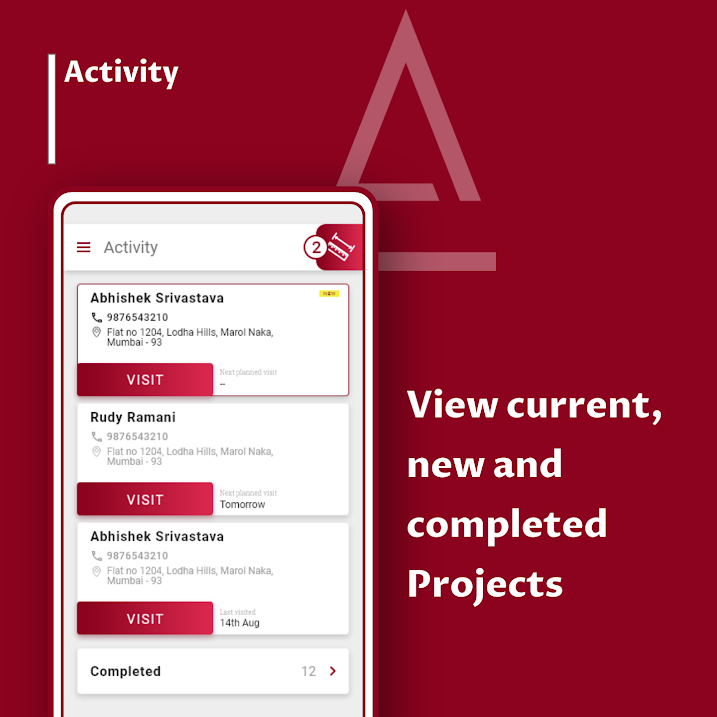 Activity
Activity
2
Abhishek Srivastava
NEW
9876543210
Flat no 1204, Lodha Hills, Marol Naka,
Mumbai - 93
VISIT
Next planned visit
--
Rudy Ramani
9876543210
Flat no 1204, Lodha Hills, Marol Naka,
Mumbai - 93
VISIT
Next planned visit
Tomorrow
Abhishek Srivastava
9876543210
Flat no 1204, Lodha Hills, Marol Naka,
Mumbai - 93
VISIT
Last visited
14th Aug
Completed
12
View current,
new and
completed
Projects